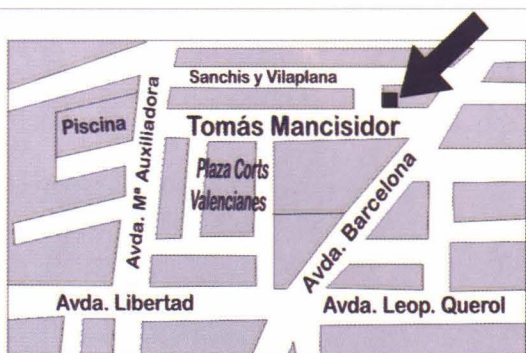 Sanchis y Vilaplana
Piscina
Tomás Mancisidor
Avda. Mª Auxiliadora
Plaza Corts
Valencianes
Avda. Barcelona
Avda. Libertad
Avda. Leop. Querol